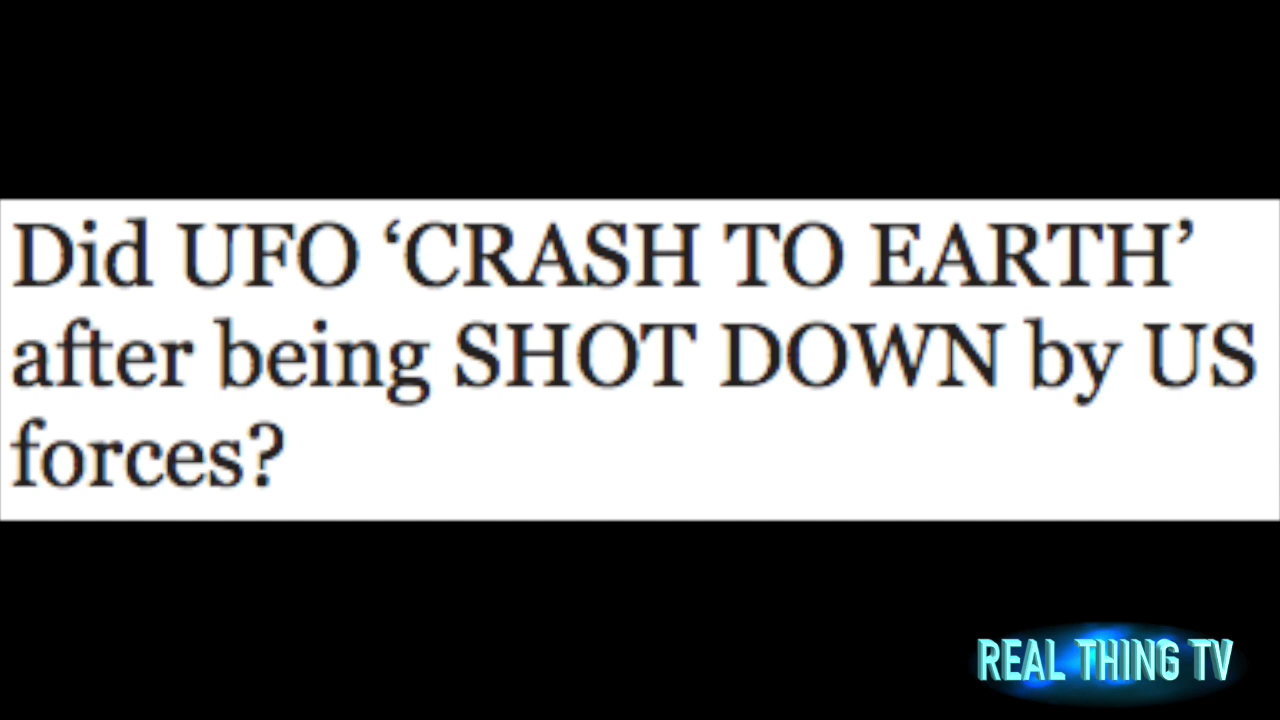 Did UFO ‘CRASH TO EARTH’
after being SHOT DOWN by US
forces?
REAL THING TV